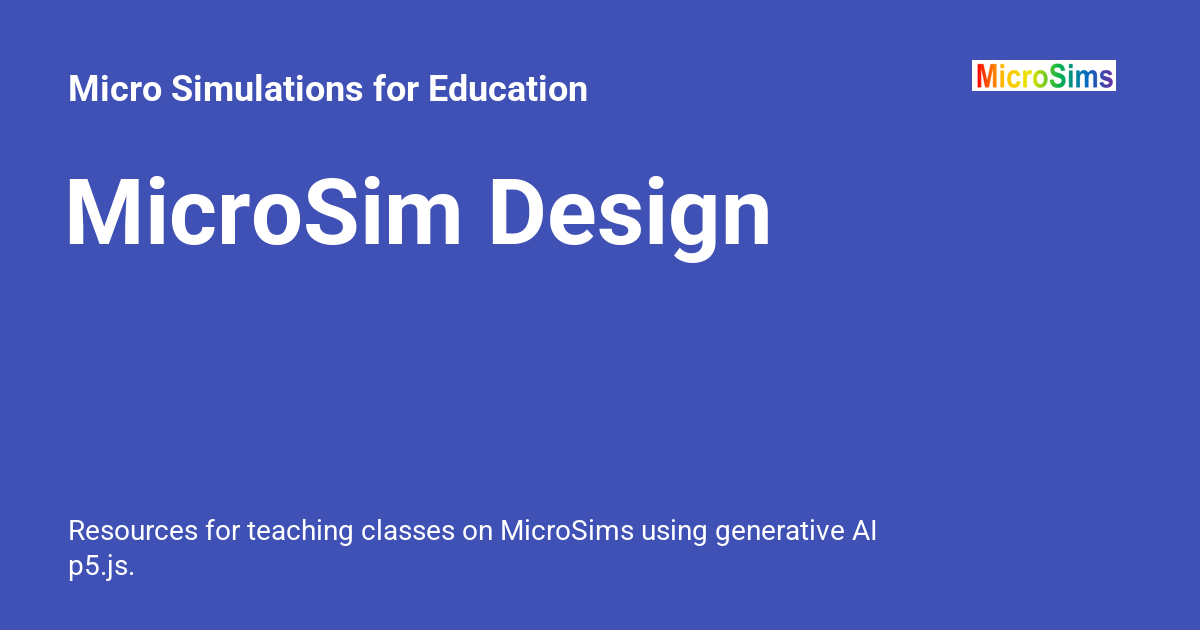 Micro Simulations for Education
MicroSims
MicroSim Design
Resources for teaching classes on MicroSims using generative AI
p5.js.